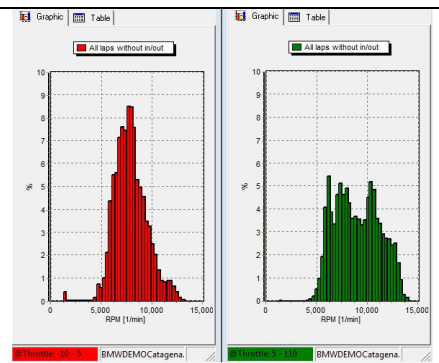 Graphic Table
All laps without in/out
10
9
8
7
6
5
4
3
2
1
0
%
0 5,000 10,000 15,000
RPM [1/min]
@Throttle: -10 - 5 BMWDEMOCatagena.
Graphic Table
All laps without in/out
10
9
8
7
6
5
4
3
2
1
0
%
0 5,000 10,000 15,000
RPM [1/min]
@Throttle: 5 - 110 BMWDEMOCatagena.